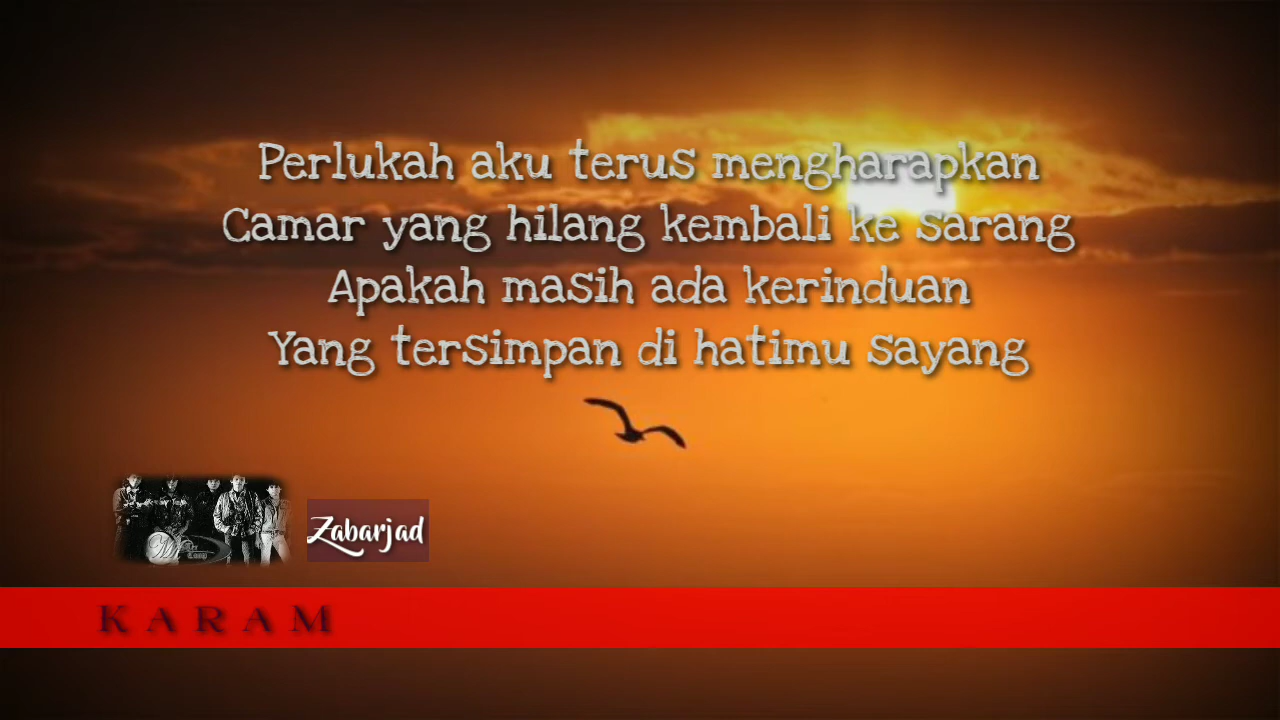 Perlukah aku terus mengharapkan
Camar yang hilang kembali ke sarang
Apakah masih ada kerinduan
Yang tersimpan di hatimu sayang
Zabarjad
KARAM